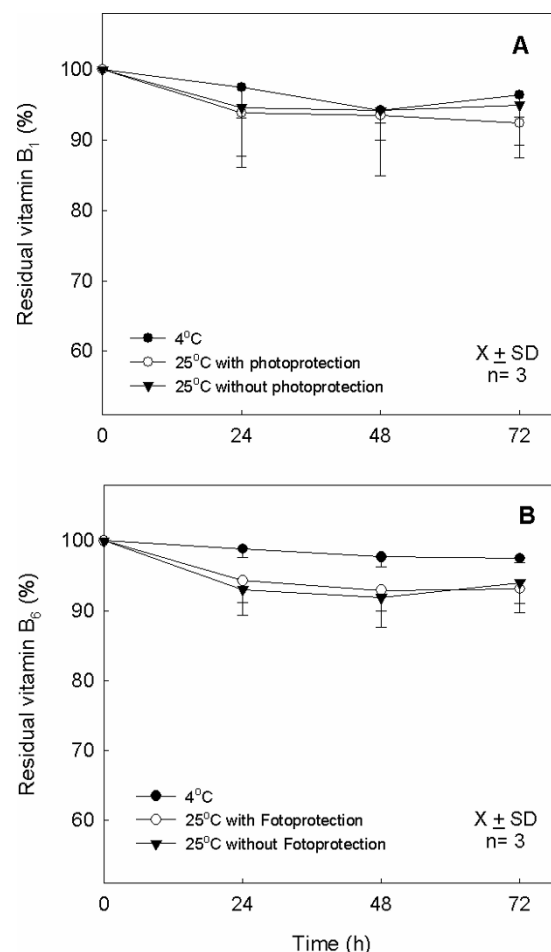 A
Residual vitamin B₁ (%)
100
90
80
70
60
4°C
25°C with photoprotection
25°C without photoprotection
X ± SD
n= 3
0 24 48 72
B
Residual vitamin B₆ (%)
100
90
80
70
60
4°C
25°C with Fotoprotection
25°C without Fotoprotection
X ± SD
n= 3
0 24 48 72
Time (h)